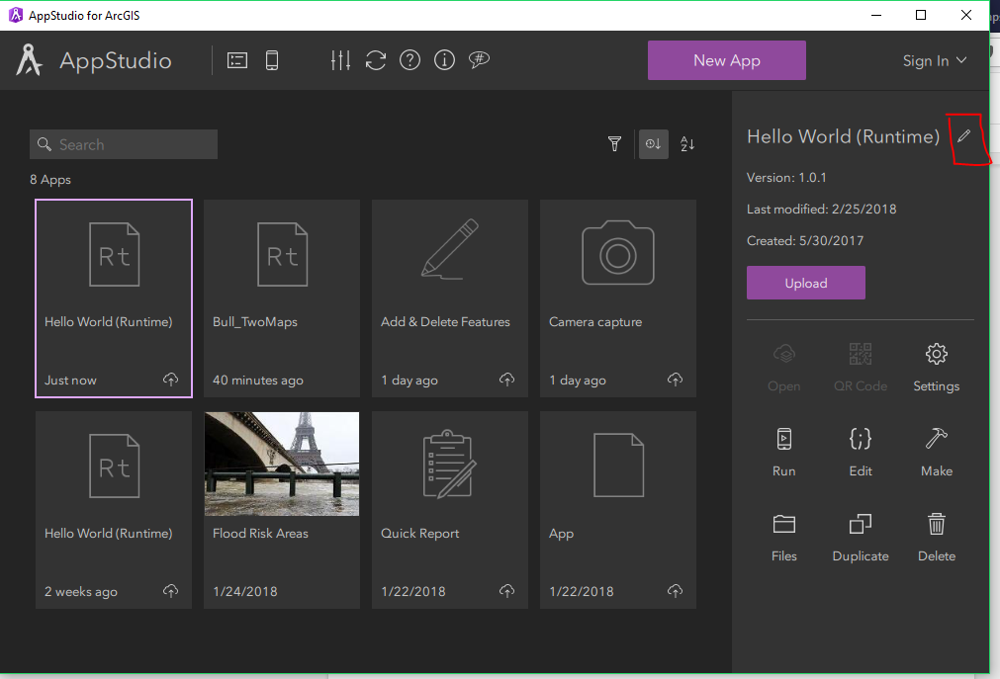 AppStudio for ArcGIS
AppStudio
#
New App
Sign In
Search
A
Z
8 Apps
Rt
Hello World (Runtime)
Just now
Rt
Bull_TwoMaps
40 minutes ago
Add & Delete Features
1 day ago
Camera capture
1 day ago
Rt
Hello World (Runtime)
2 weeks ago
Flood Risk Areas
1/24/2018
Quick Report
1/22/2018
App
1/22/2018
Hello World (Runtime)
Version: 1.0.1
Last modified: 2/25/2018
Created: 5/30/2017
Upload
Open
QR Code
Settings
Run
Edit
Make
Files
Duplicate
Delete